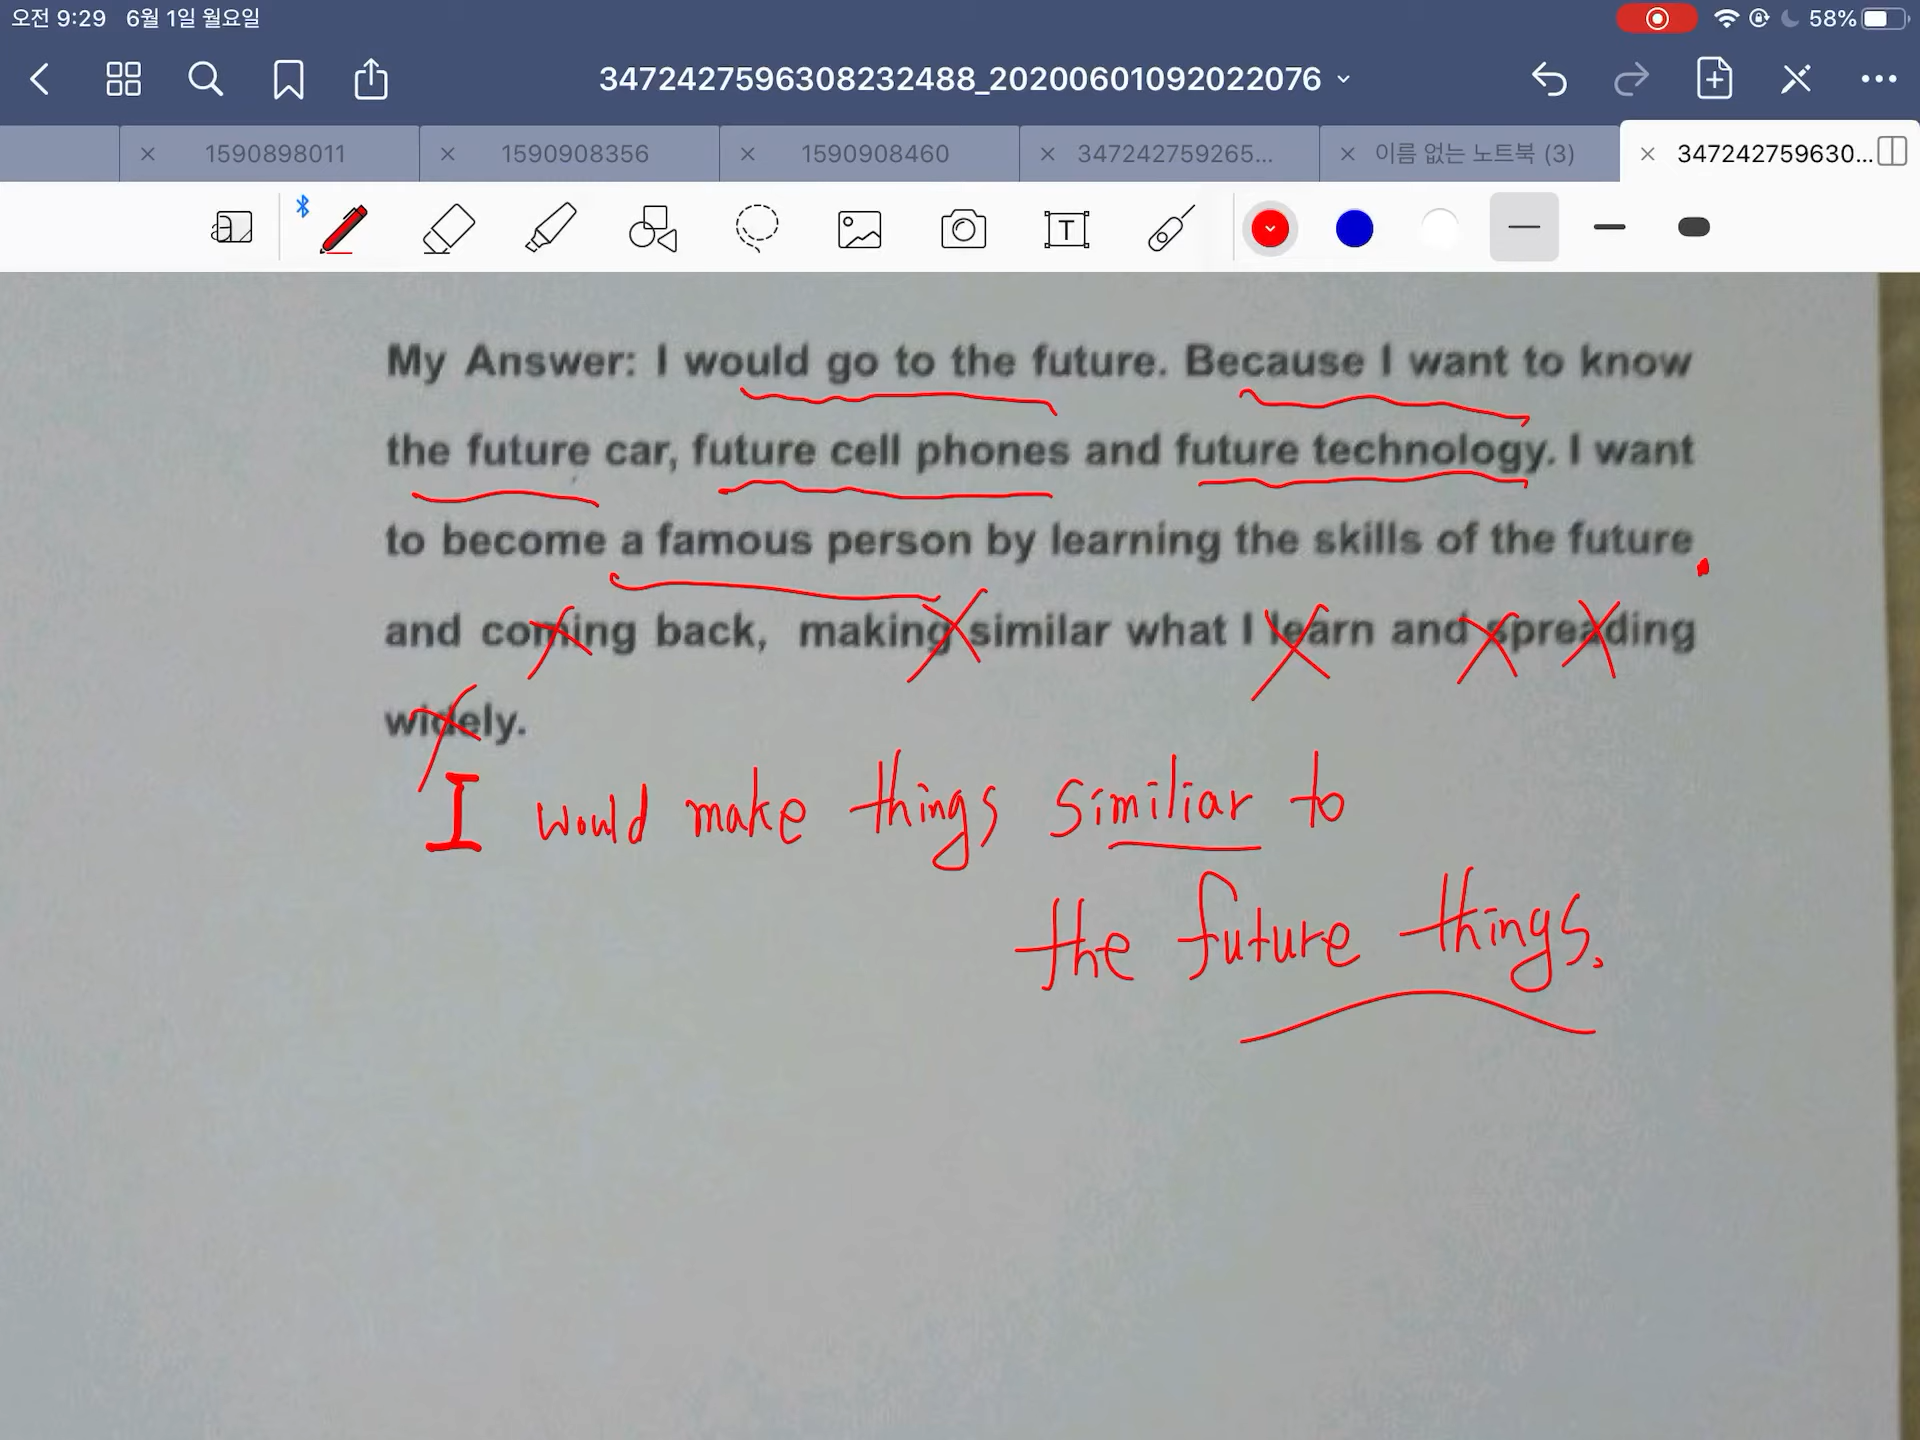 오전 9:29 6월 1일 월요일 58%
3472427596308232488_20200601092022076
1590898011 1590908356 1590908460 347242759265... 이름 없는 노트북 (3) 347242759630...
T
My Answer: I would go to the future. Because I want to know
the future car, future cell phones and future technology. I want
to become a famous person by learning the skills of the future.
and coming back, making similar what I learn and spreading
widely.
I would make things similiar to
the future things.